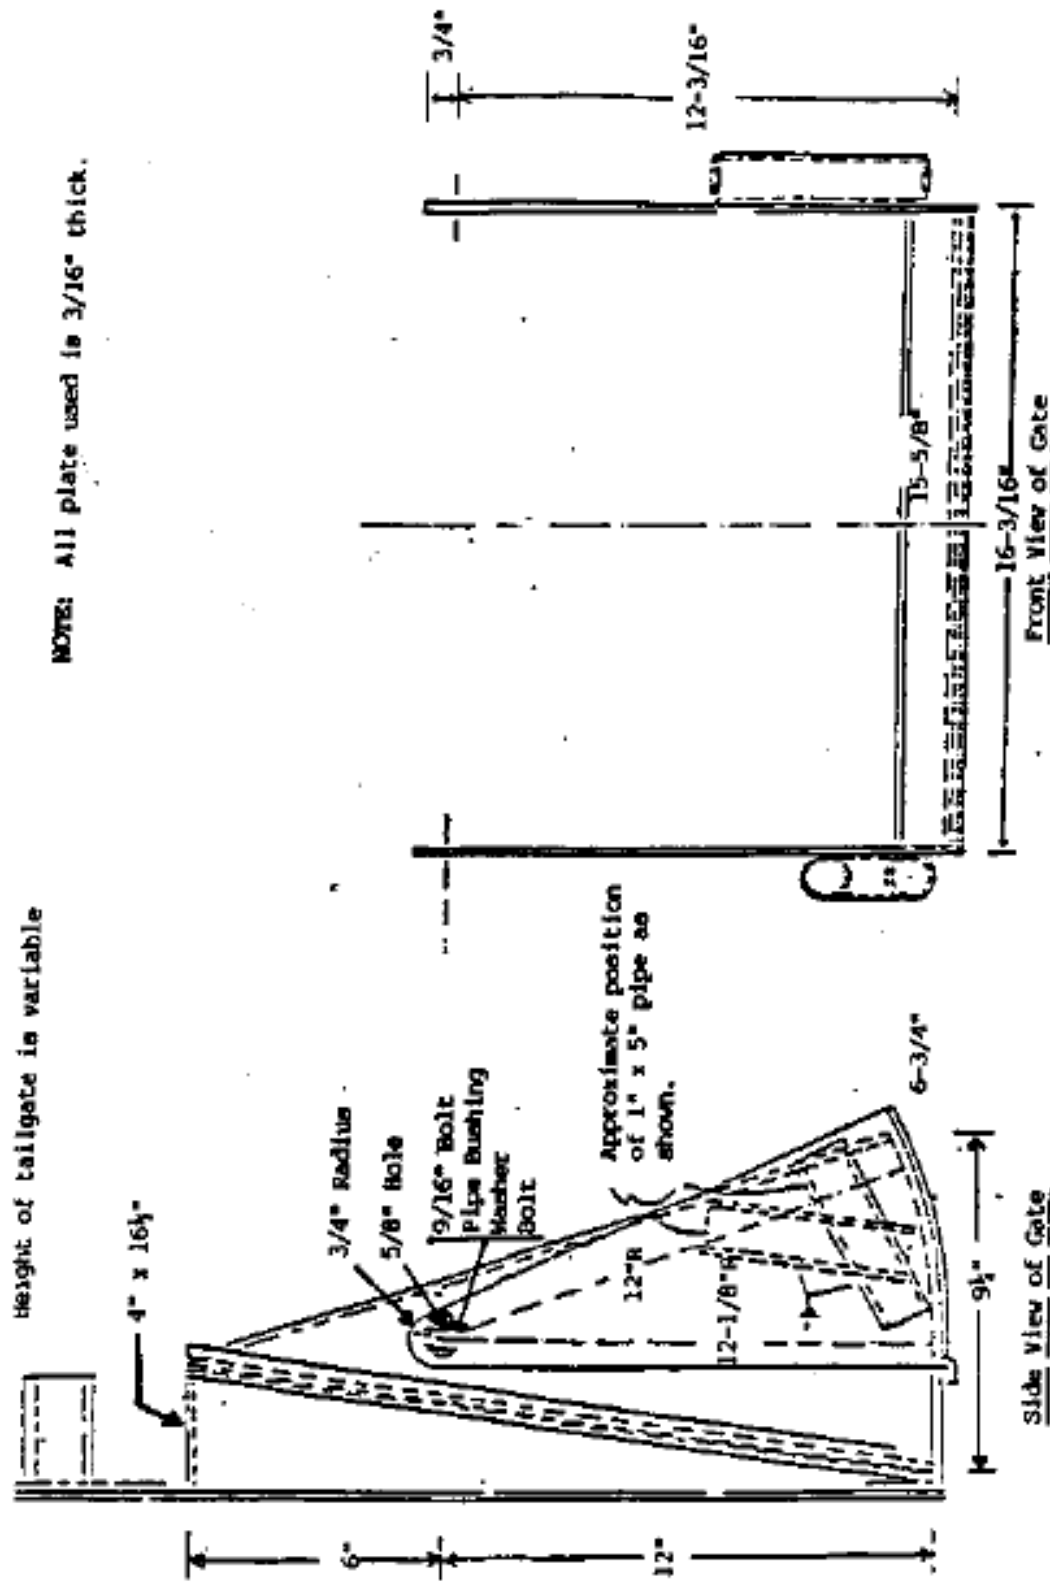 Height of tailgate is variable
NOTE: All plate used is 3/16" thick.
4" x 16½"
3/4" Radius
5/8" Hole
9/16" Bolt
Pipe Bushing
Washer
Bolt
Approximate position
of 1" x 5" pipe as
shown.
12"R
12-1/8"R
A
6-3/4"
9½"
6"
12"
Side View of Gate
3/4"
12-3/16"
15-5/8"
16-3/16"
Front View of Gate